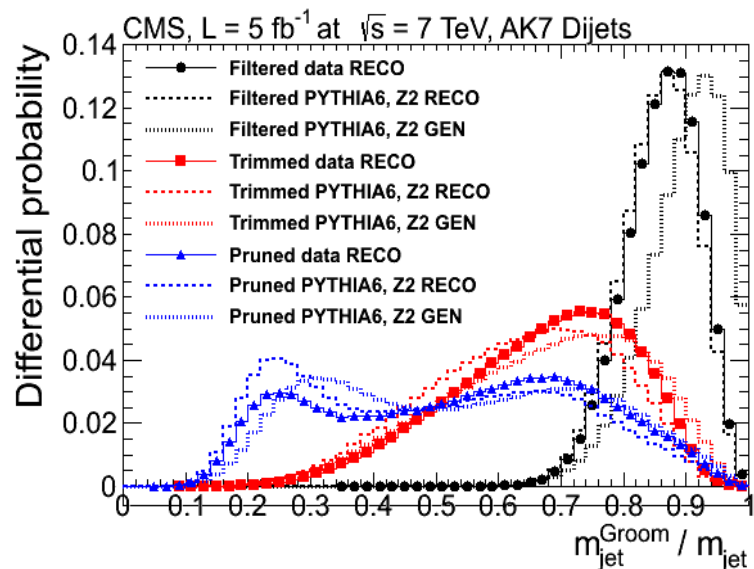 CMS, L = 5 fb⁻¹ at √s = 7 TeV, AK7 Dijets
Differential probability
0.14
0.12
0.1
0.08
0.06
0.04
0.02
0
Filtered data RECO
Filtered PYTHIA6, Z2 RECO
Filtered PYTHIA6, Z2 GEN
Trimmed data RECO
Trimmed PYTHIA6, Z2 RECO
Trimmed PYTHIA6, Z2 GEN
Pruned data RECO
Pruned PYTHIA6, Z2 RECO
Pruned PYTHIA6, Z2 GEN
0 0.1 0.2 0.3 0.4 0.5 0.6 0.7 0.8 0.9 1
m_jet^Groom / m_jet